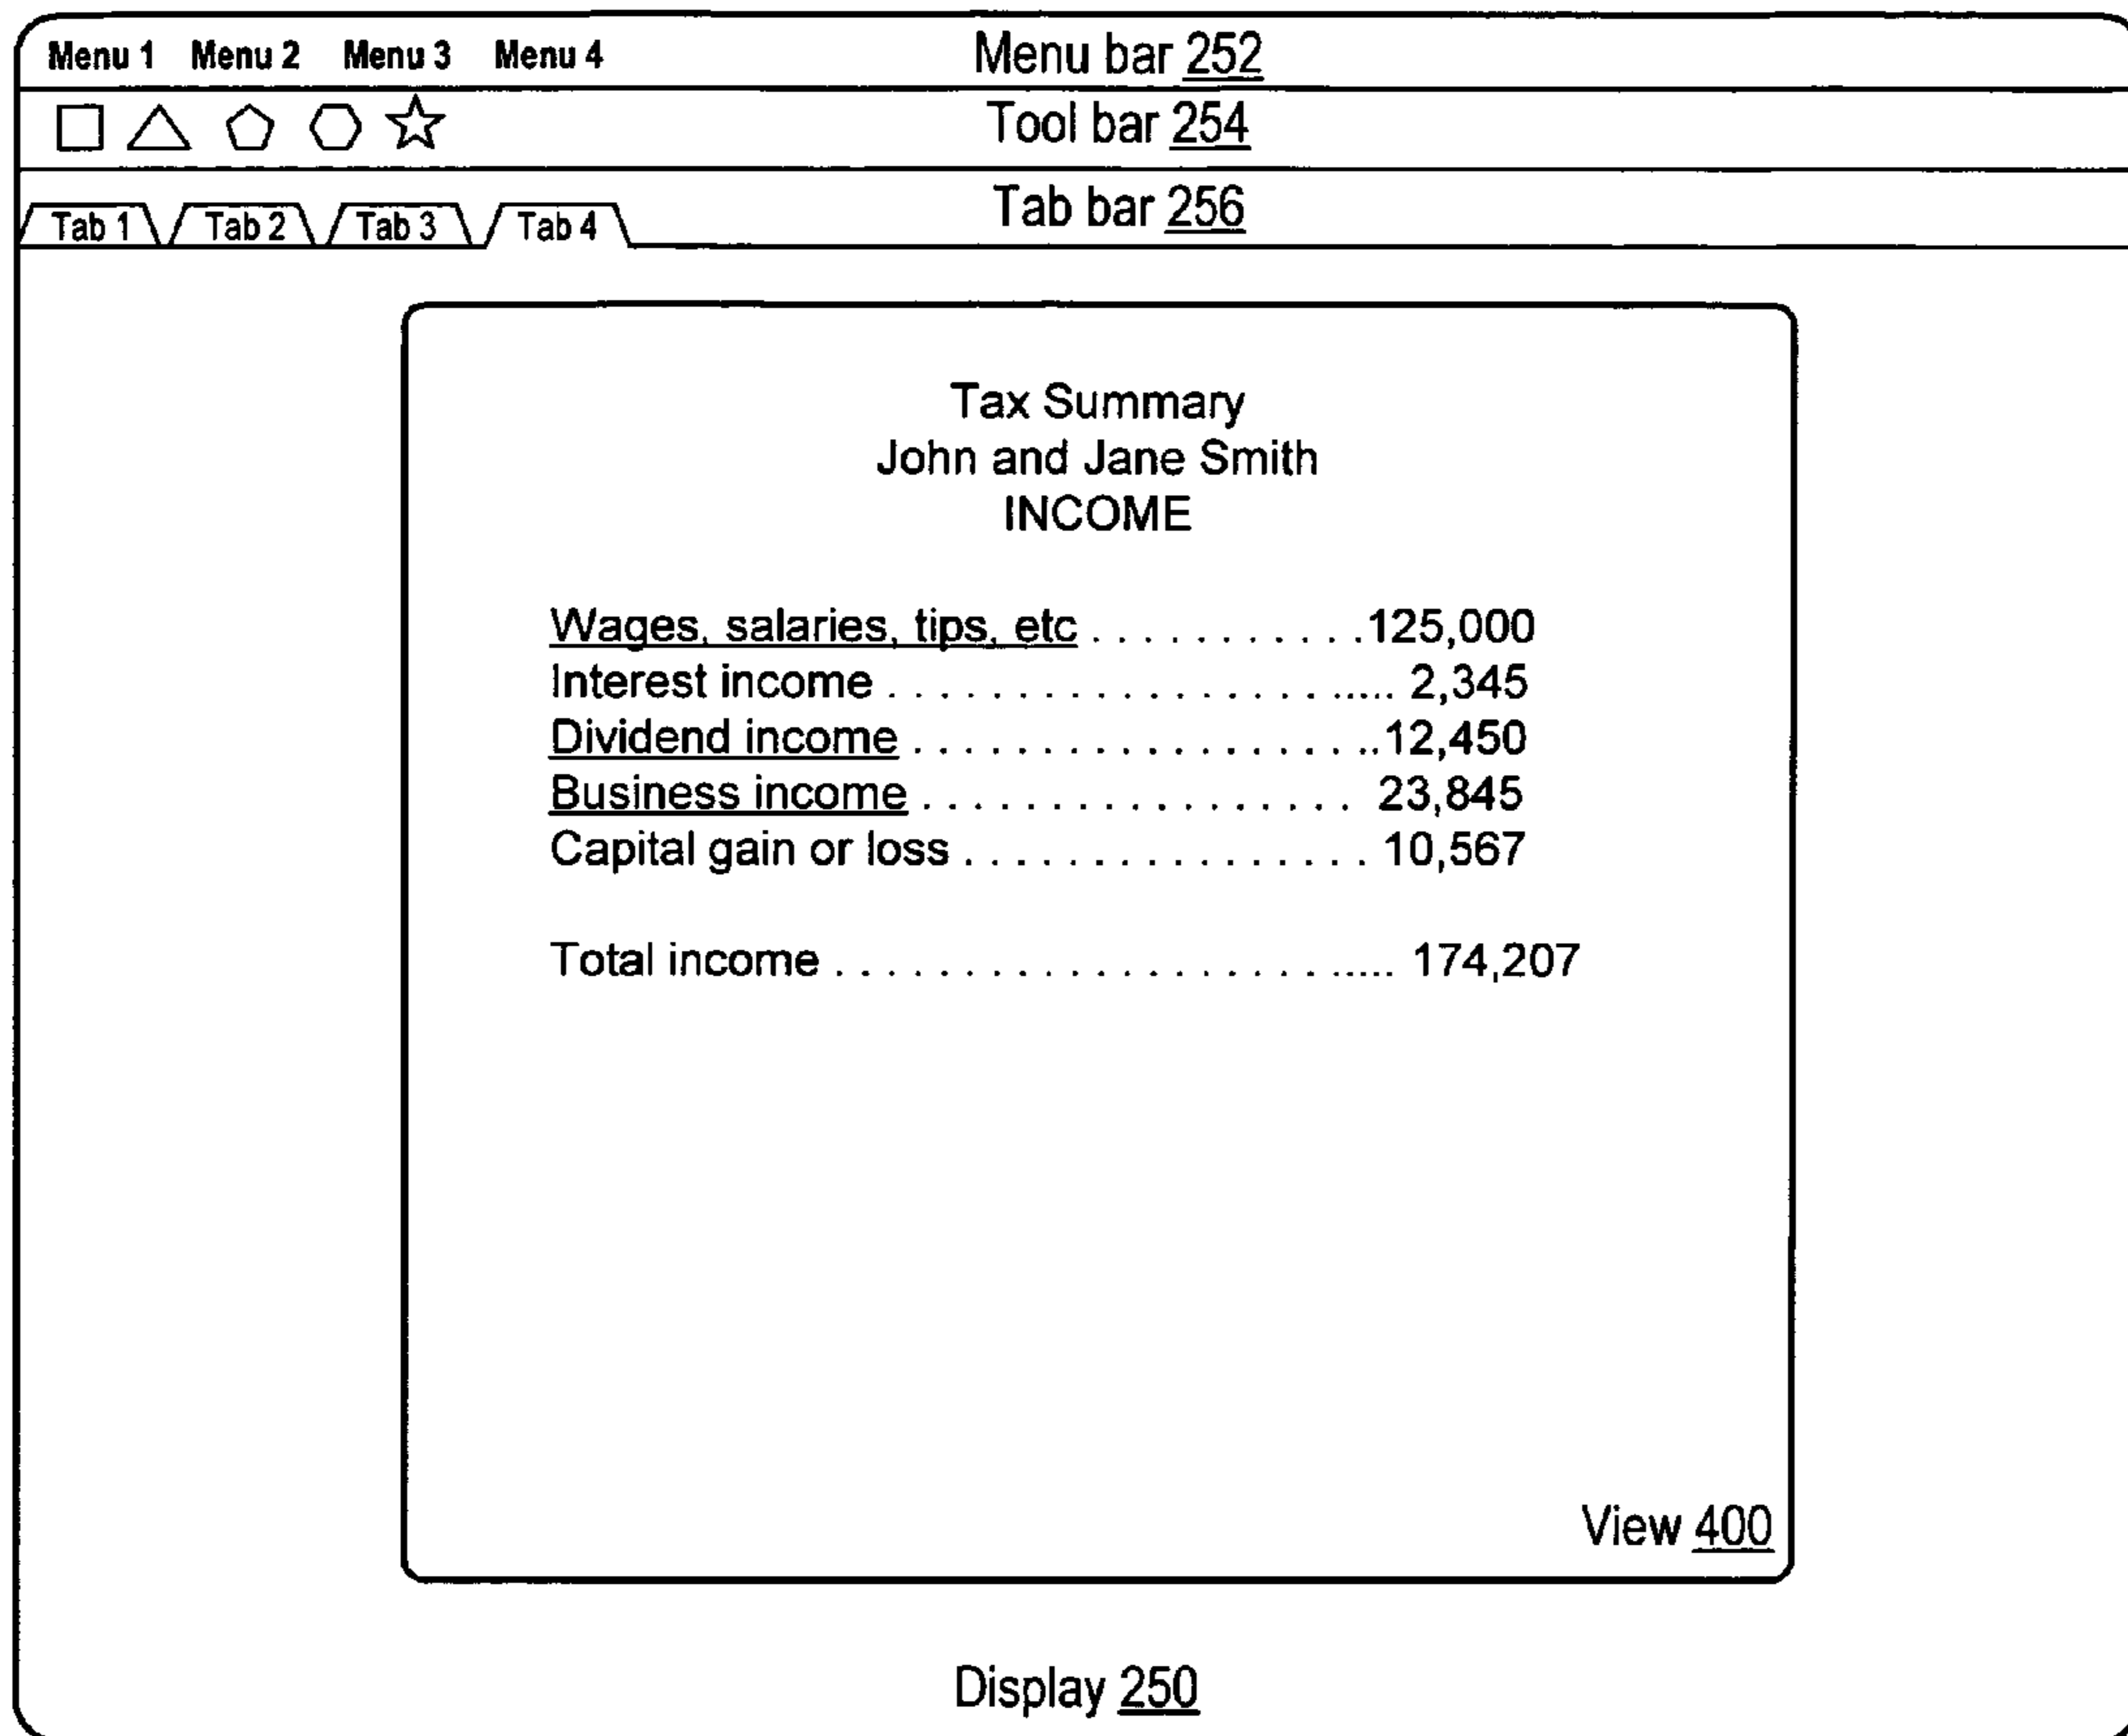 Menu 1 Menu 2 Menu 3 Menu 4 Menu bar 252
Tool bar 254
Tab bar 256
Tab 1 Tab 2 Tab 3 Tab 4
Tax Summary
John and Jane Smith
INCOME
Wages, salaries, tips, etc . . . . . . . . . . .125,000
Interest income . . . . . . . . . . . . . . . . . ..... 2,345
Dividend income . . . . . . . . . . . . . . . . . ..12,450
Business income . . . . . . . . . . . . . . . . . 23,845
Capital gain or loss . . . . . . . . . . . . . . . . 10,567
Total income . . . . . . . . . . . . . . . . . . . ..... 174,207
View 400
Display 250